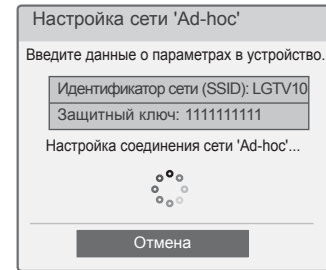 Настройка сети 'Ad-hoc'
Введите данные о параметрах в устройство.
Идентификатор сети (SSID): LGTV10
Защитный ключ: 1111111111
Настройка соединения сети 'Ad-hoc'...
Отмена